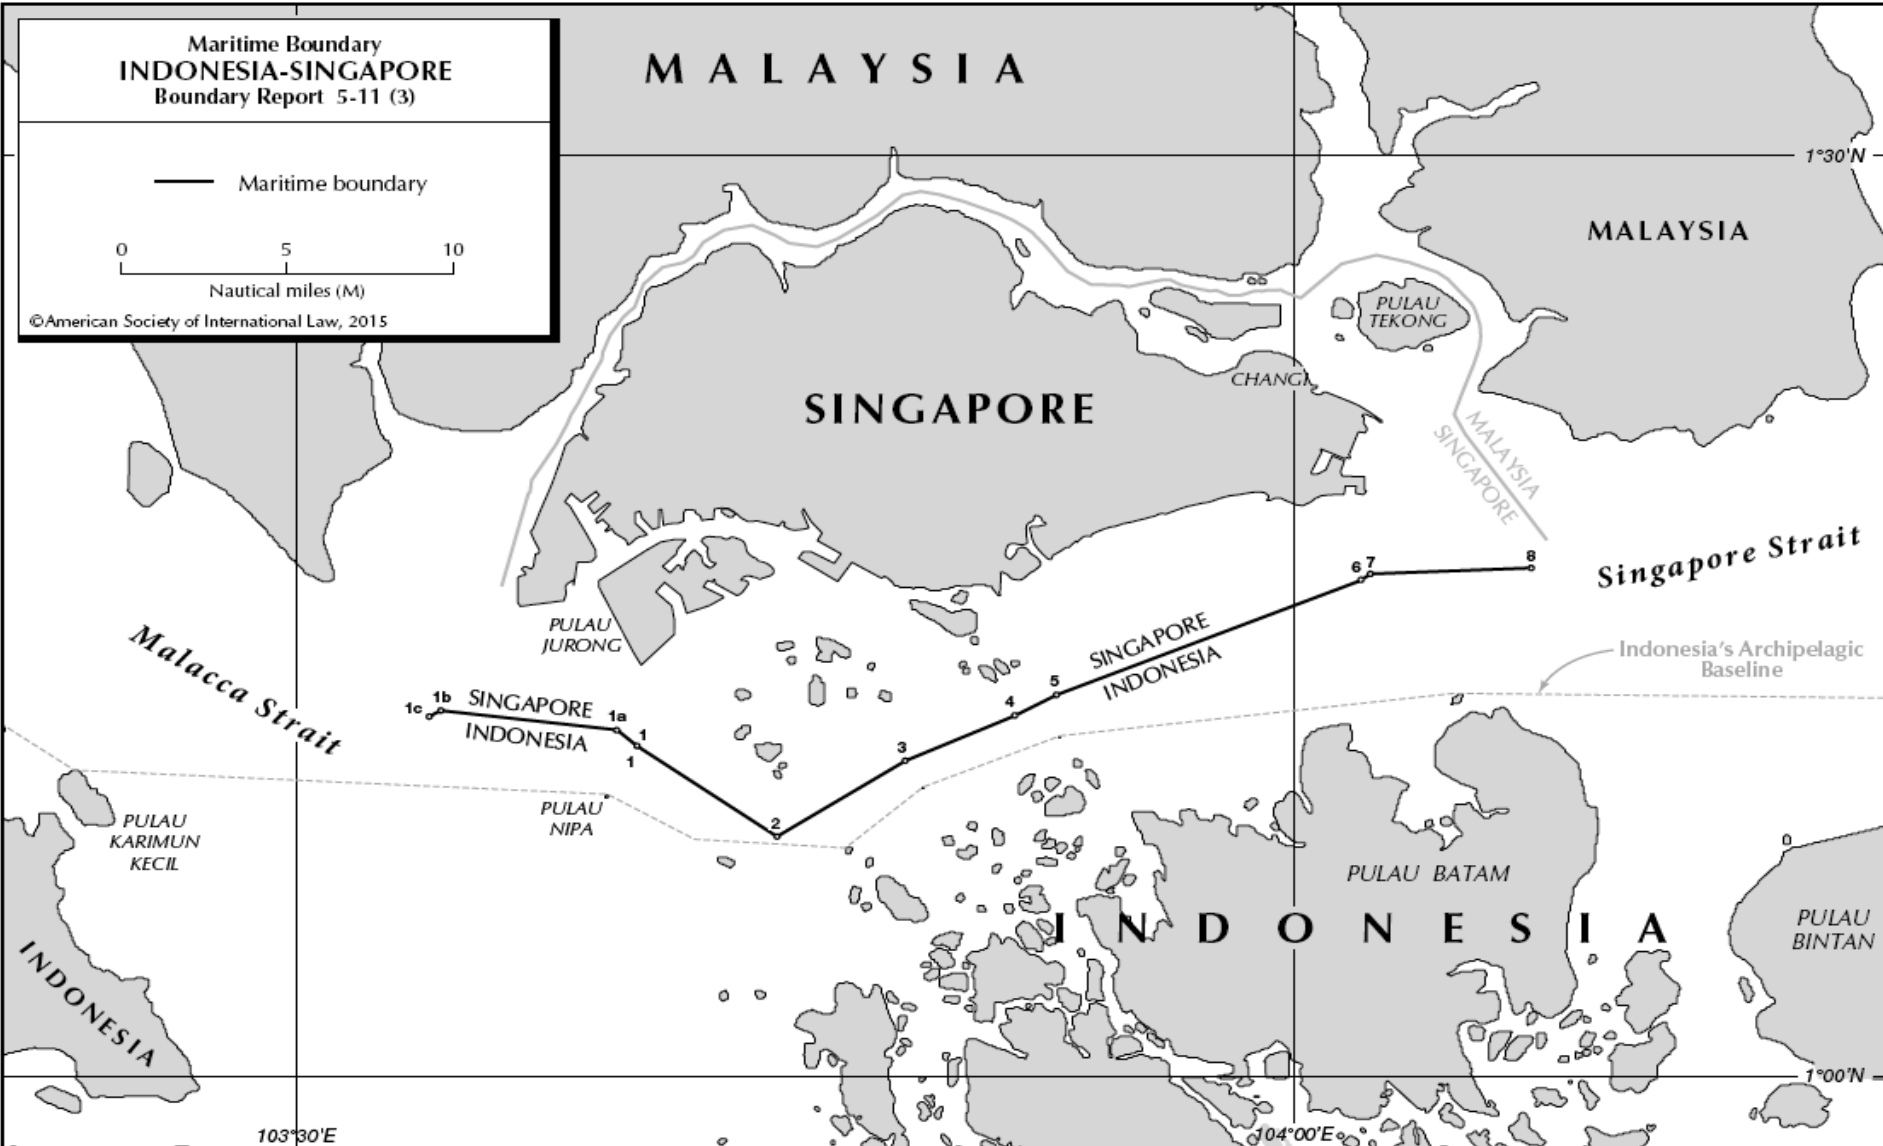 Maritime Boundary
INDONESIA-SINGAPORE
Boundary Report 5-11 (3)
Maritime boundary
0 5 10
Nautical miles (M)
©American Society of International Law, 2015
MALAYSIA
1°30'N
MALAYSIA
PULAU
TEKONG
CHANGI
SINGAPORE
MALAYSIA
SINGAPORE
Singapore Strait
PULAU
JURONG
Malacca Strait
1c
1b
SINGAPORE
INDONESIA
1a
1
1
2
3
4
5
SINGAPORE
INDONESIA
6
7
8
Indonesia's Archipelagic
Baseline
PULAU
KARIMUN
KECIL
PULAU
NIPA
PULAU BATAM
INDONESIA
PULAU
BINTAN
INDONESIA
1°00'N
103°30'E
104°00'E